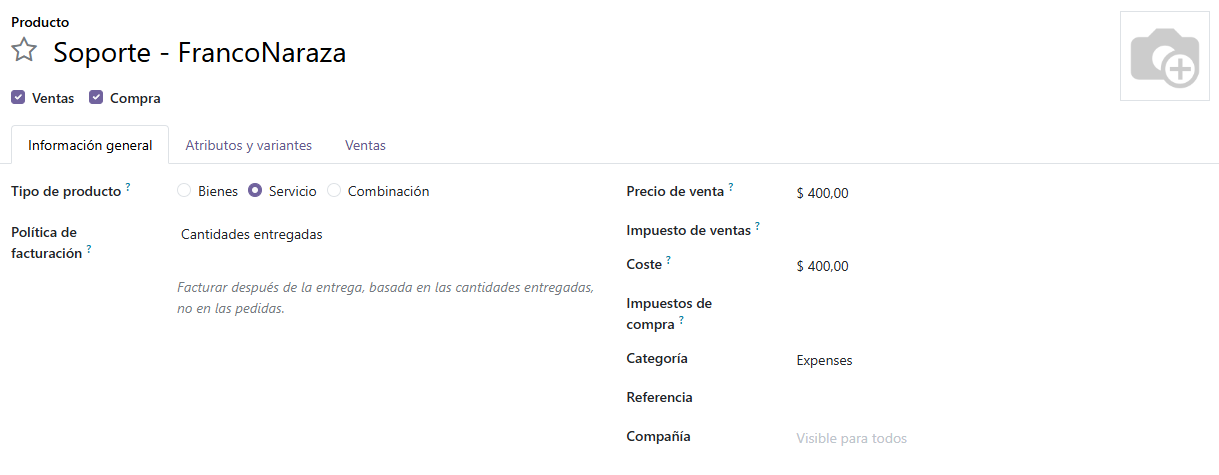 Producto
Soporte - FrancoNaraza
Ventas Compra
Información general Atributos y variantes Ventas
Tipo de producto ? Bienes Servicio Combinación
Política de
facturación ? Cantidades entregadas
Facturar después de la entrega, basada en las cantidades entregadas,
no en las pedidas.
Precio de venta ? $ 400,00
Impuesto de ventas ?
Coste ? $ 400,00
Impuestos de
compra ?
Categoría Expenses
Referencia
Compañía Visible para todos